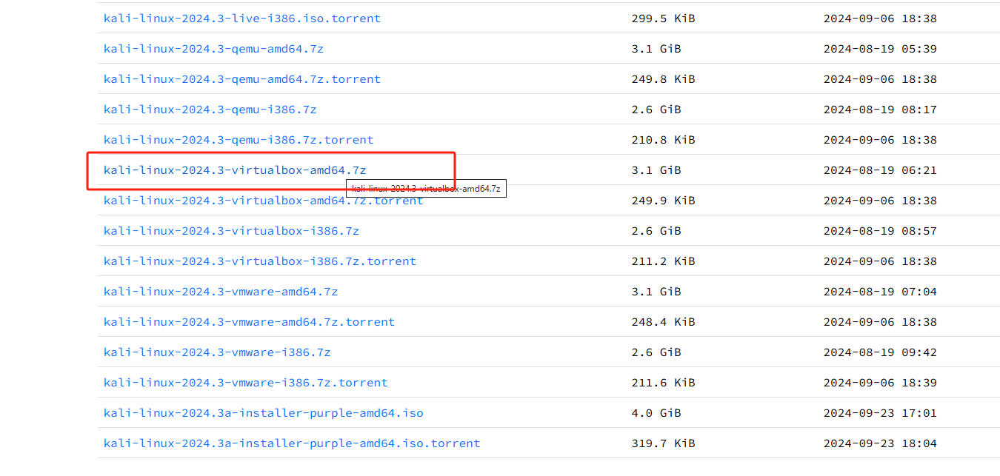 kali-linux-2024.3-live-i386.iso.torrent 299.5 KiB 2024-09-06 18:38
kali-linux-2024.3-qemu-amd64.7z 3.1 GiB 2024-08-19 05:39
kali-linux-2024.3-qemu-amd64.7z.torrent 249.8 KiB 2024-09-06 18:38
kali-linux-2024.3-qemu-i386.7z 2.6 GiB 2024-08-19 08:17
kali-linux-2024.3-qemu-i386.7z.torrent 210.8 KiB 2024-09-06 18:38
kali-linux-2024.3-virtualbox-amd64.7z 3.1 GiB 2024-08-19 06:21
kali-linux-2024.3-virtualbox-amd64.7z
kali-linux-2024.3-virtualbox-amd64.7z.torrent 249.9 KiB 2024-09-06 18:38
kali-linux-2024.3-virtualbox-i386.7z 2.6 GiB 2024-08-19 08:57
kali-linux-2024.3-virtualbox-i386.7z.torrent 211.2 KiB 2024-09-06 18:38
kali-linux-2024.3-vmware-amd64.7z 3.1 GiB 2024-08-19 07:04
kali-linux-2024.3-vmware-amd64.7z.torrent 248.4 KiB 2024-09-06 18:38
kali-linux-2024.3-vmware-i386.7z 2.6 GiB 2024-08-19 09:42
kali-linux-2024.3-vmware-i386.7z.torrent 211.6 KiB 2024-09-06 18:39
kali-linux-2024.3a-installer-purple-amd64.iso 4.0 GiB 2024-09-23 17:01
kali-linux-2024.3a-installer-purple-amd64.iso.torrent 319.7 KiB 2024-09-23 18:04